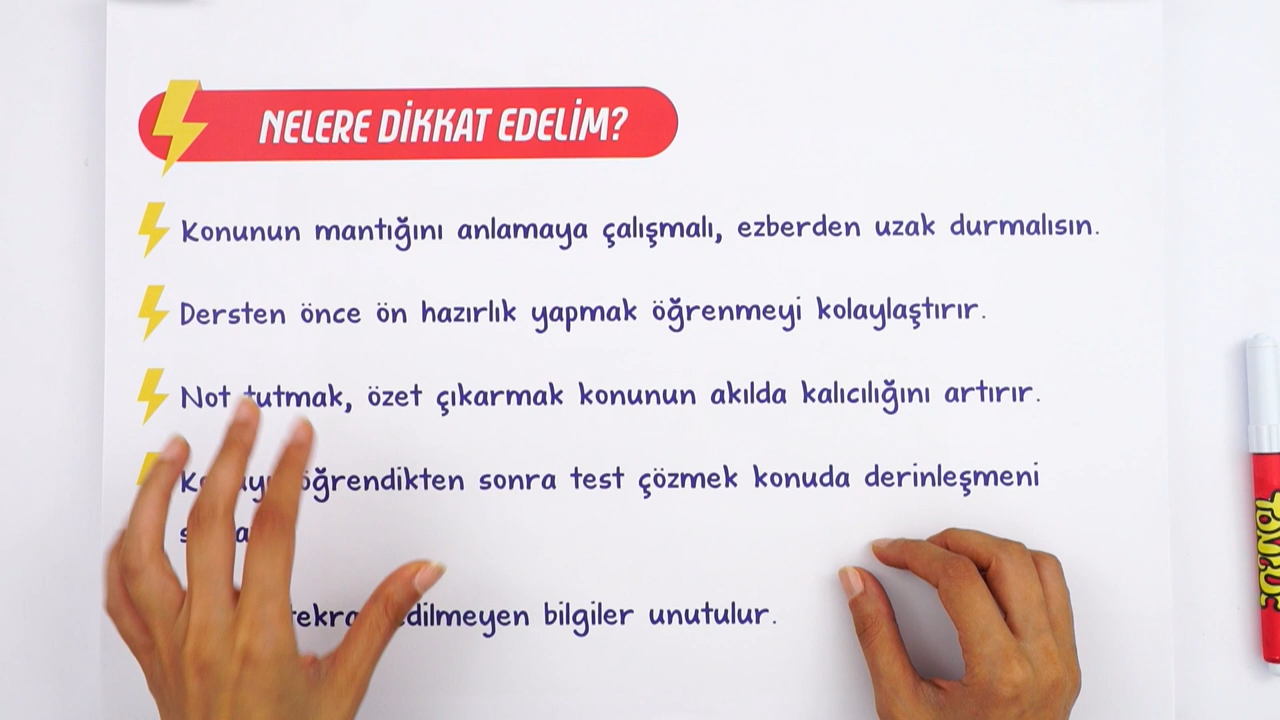 NELERE DİKKAT EDELİM?
Konunun mantığını anlamaya çalışmalı, ezberden uzak durmalısın.
Dersten önce ön hazırlık yapmak öğrenmeyi kolaylaştırır.
Not tutmak, özet çıkarmak konunun akılda kalıcılığını artırır.
öğrendikten sonra test çözmek konuda derinleşmeni
edilmeyen bilgiler unutulur.